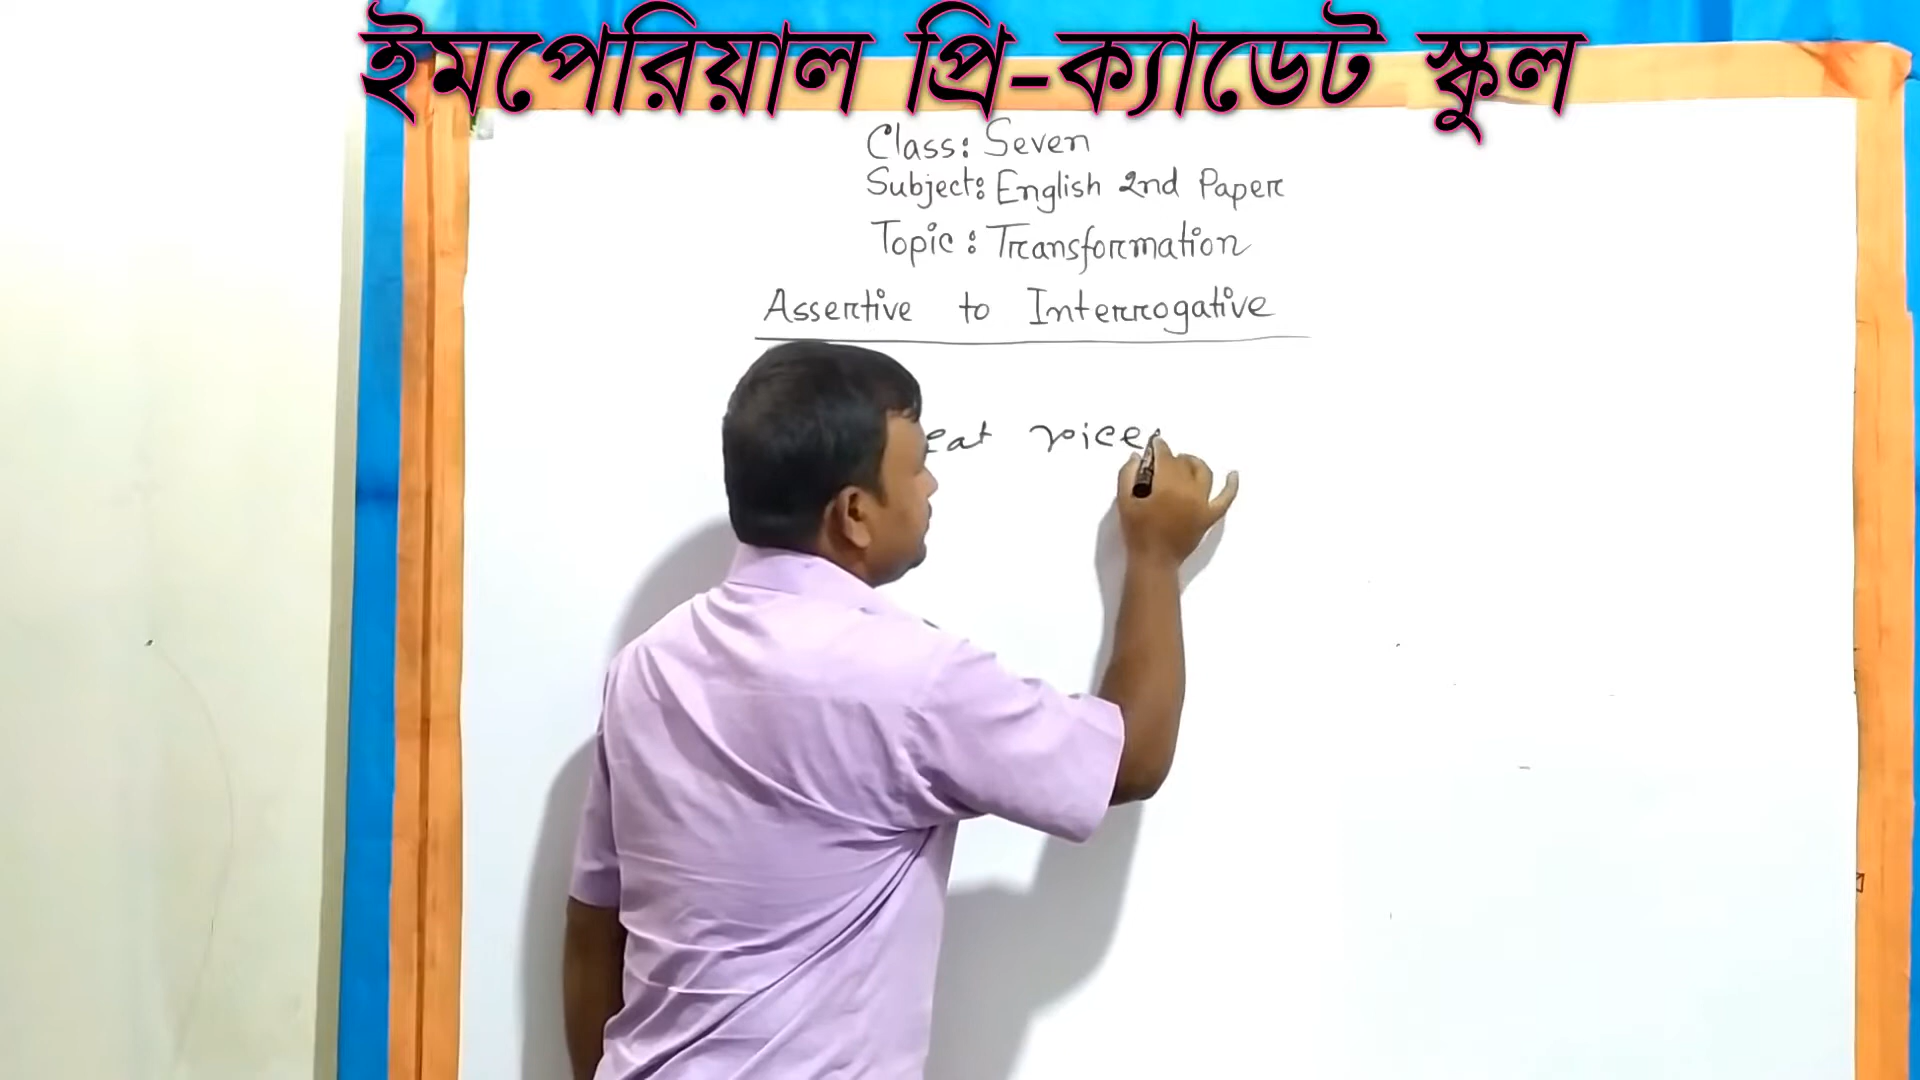 ইমপেরিয়াল প্রি-ক্যাডেট স্কুল
Class: Seven
Subject: English 2nd Paper
Topic: Transformation
Assertive to Interrogative
eat rice